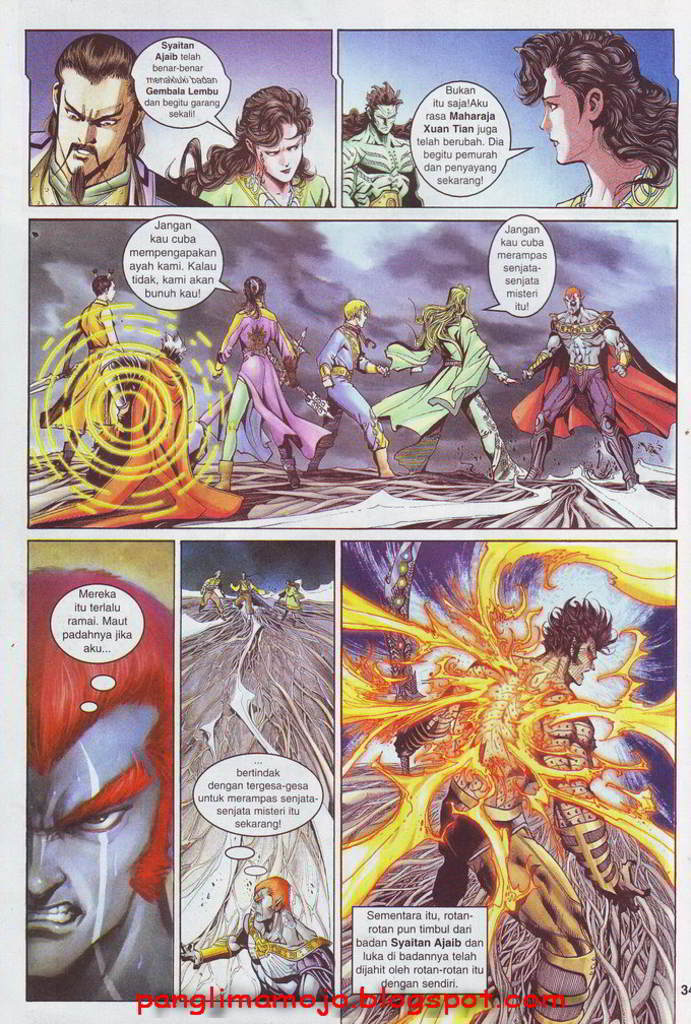 Syaitan
Ajaib telah
benar-benar
badan
Gembala Lembu
dan begitu garang
sekali!
Bukan
itu saja!Aku
rasa Maharaja
Xuan Tian juga
telah berubah. Dia
begitu pemurah
dan penyayang
sekarang!
Jangan
kau cuba
mempengapakan
ayah kami. Kalau
tidak, kami akan
bunuh kau!
Jangan
kau cuba
merampas
senjata-
senjata
misteri
itu!
Mereka
itu terlalu
ramai. Maut
padahnya jika
aku...
...
bertindak
dengan tergesa-gesa
untuk merampas senjata-
senjata misteri itu
sekarang!
Sementara itu, rotan-
rotan pun timbul dari
badan Syaitan Ajaib dan
luka di badannya telah
dijahit oleh rotan-rotan itu
dengan sendiri.
34
panglimamoja.blogspot.com